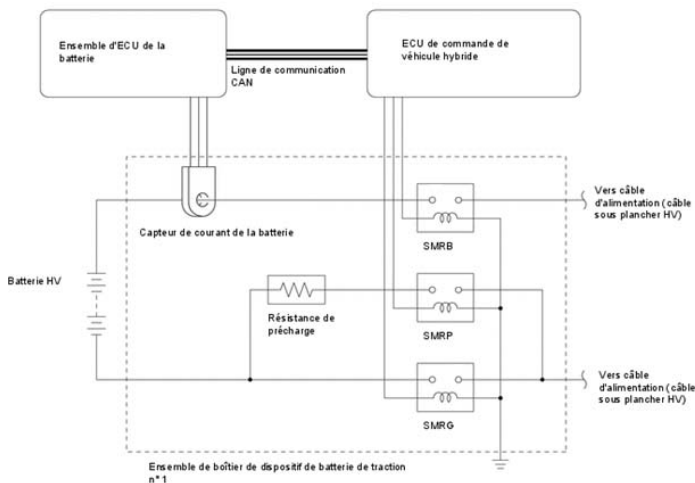 Ensemble d'ECU de la
batterie
ECU de commande de
véhicule hybride
Ligne de communication
CAN
Capteur de courant de la batterie
Vers câble
d'alimentation (câble
sous plancher HV)
SMRB
Batterie HV
Résistance de
précharge
SMRP
Vers câble
d'alimentation (câble
sous plancher HV)
SMRG
Ensemble de boîtier de dispositif de batterie de traction
n° 1